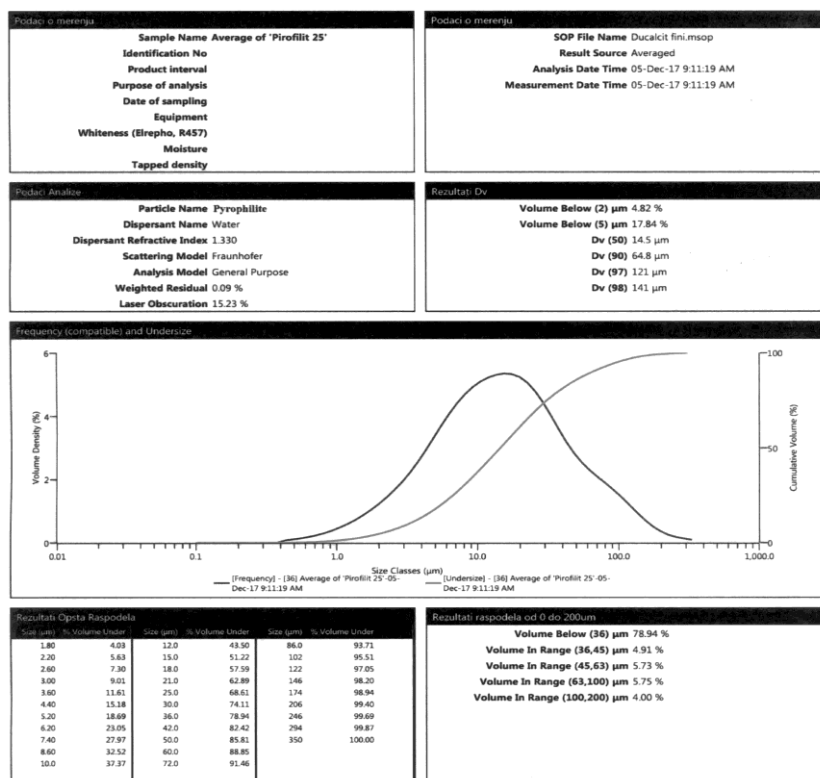 Podaci o merenju
Sample Name Average of 'Pirofilit 25'
Identification No
Product interval
Purpose of analysis
Date of sampling
Equipment
Whiteness (Elrepho, R457)
Moisture
Tapped density
Podaci o merenju
SOP File Name Ducalcit fini.msop
Result Source Averaged
Analysis Date Time 05-Dec-17 9:11:19 AM
Measurement Date Time 05-Dec-17 9:11:19 AM
Podaci Analize
Particle Name Pyrophilite
Dispersant Name Water
Dispersant Refractive Index 1.330
Scattering Model Fraunhofer
Analysis Model General Purpose
Weighted Residual 0.09 %
Laser Obscuration 15.23 %
Rezultati Dv
Volume Below (2) µm 4.82 %
Volume Below (5) µm 17.84 %
Dv (50) 14.5 µm
Dv (90) 64.8 µm
Dv (97) 121 µm
Dv (98) 141 µm
Frequency (compatible) and Undersize
Volume Density (%)
6
4
2
0
100
50
0
Cumulative Volume (%)
0.01 0.1 1.0 10.0 100.0 1,000.0
Size Classes (µm)
[Frequency] - [36] Average of 'Pirofilit 25'-05-
Dec-17 9:11:19 AM
[Undersize] - [36] Average of 'Pirofilit 25'-05-
Dec-17 9:11:19 AM
Rezultati Opsta Raspodela
Size (µm) % Volume Under Size (µm) % Volume Under Size (µm) % Volume Under
1.80 4.03 12.0 43.50 86.0 93.71
2.20 5.63 15.0 51.22 102 95.51
2.60 7.30 18.0 57.59 122 97.05
3.00 9.01 21.0 62.89 146 98.20
3.60 11.61 25.0 68.61 174 98.94
4.40 15.18 30.0 74.11 206 99.40
5.20 18.69 36.0 78.94 246 99.69
6.20 23.05 42.0 82.42 294 99.87
7.40 27.97 50.0 85.81 350 100.00
8.60 32.52 60.0 88.85
10.0 37.37 72.0 91.46
Rezultati raspodela od 0 do 200um
Volume Below (36) µm 78.94 %
Volume In Range (36,45) µm 4.91 %
Volume In Range (45,63) µm 5.73 %
Volume In Range (63,100) µm 5.75 %
Volume In Range (100,200) µm 4.00 %